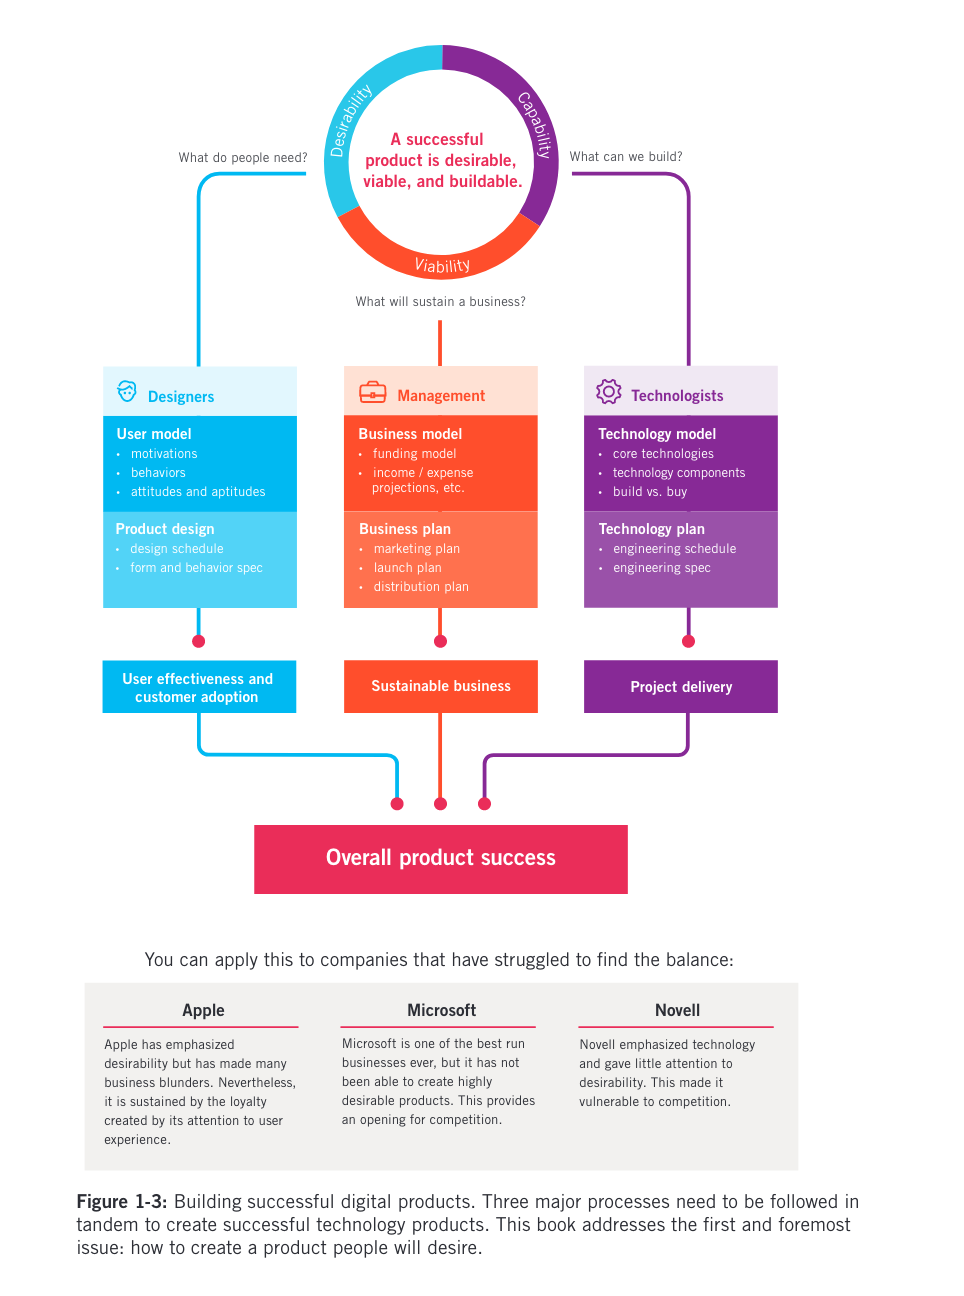 Desirability
Capability
Viability
A successful
product is desirable,
viable, and buildable.
What do people need?
What can we build?
What will sustain a business?
Designers
User model
• motivations
• behaviors
• attitudes and aptitudes
Product design
• design schedule
• form and behavior spec
Management
Business model
• funding model
• income / expense
projections, etc.
Business plan
• marketing plan
• launch plan
• distribution plan
Technologists
Technology model
• core technologies
• technology components
• build vs. buy
Technology plan
• engineering schedule
• engineering spec
User effectiveness and
customer adoption
Sustainable business
Project delivery
Overall product success
You can apply this to companies that have struggled to find the balance:
Apple
Apple has emphasized
desirability but has made many
business blunders. Nevertheless,
it is sustained by the loyalty
created by its attention to user
experience.
Microsoft
Microsoft is one of the best run
businesses ever, but it has not
been able to create highly
desirable products. This provides
an opening for competition.
Novell
Novell emphasized technology
and gave little attention to
desirability. This made it
vulnerable to competition.
Figure 1-3: Building successful digital products. Three major processes need to be followed in
tandem to create successful technology products. This book addresses the first and foremost
issue: how to create a product people will desire.